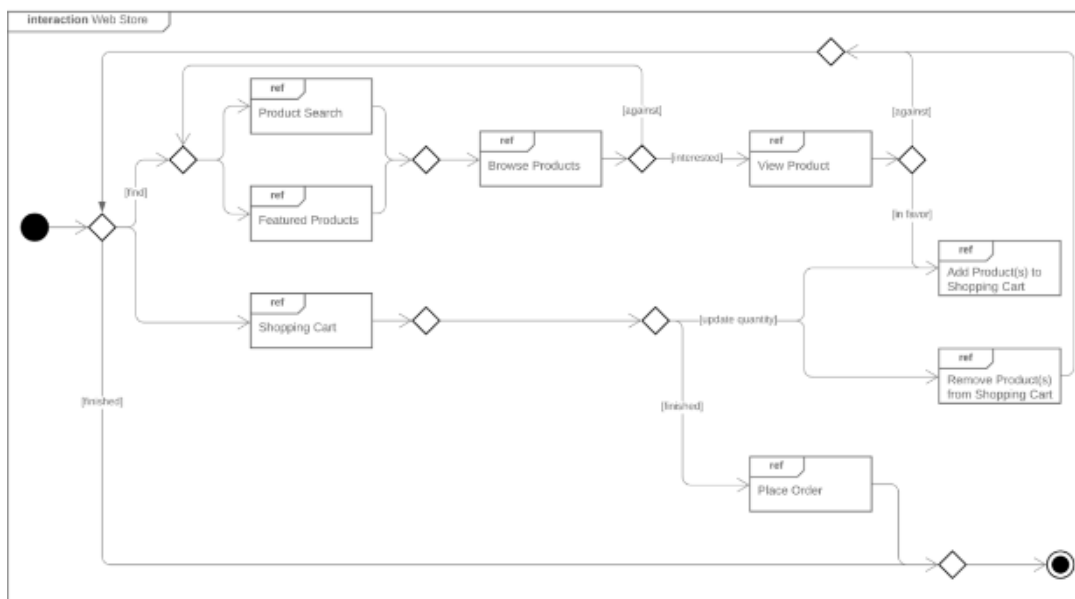 interaction Web Store
ref
Product Search
[against]
[against]
ref
Browse Products
[interested]
ref
View Product
[find]
ref
Featured Products
[in favor]
ref
Add Product(s) to
Shopping Cart
ref
Shopping Cart
[update quantity]
ref
Remove Product(s)
from Shopping Cart
[finished]
[finished]
ref
Place Order